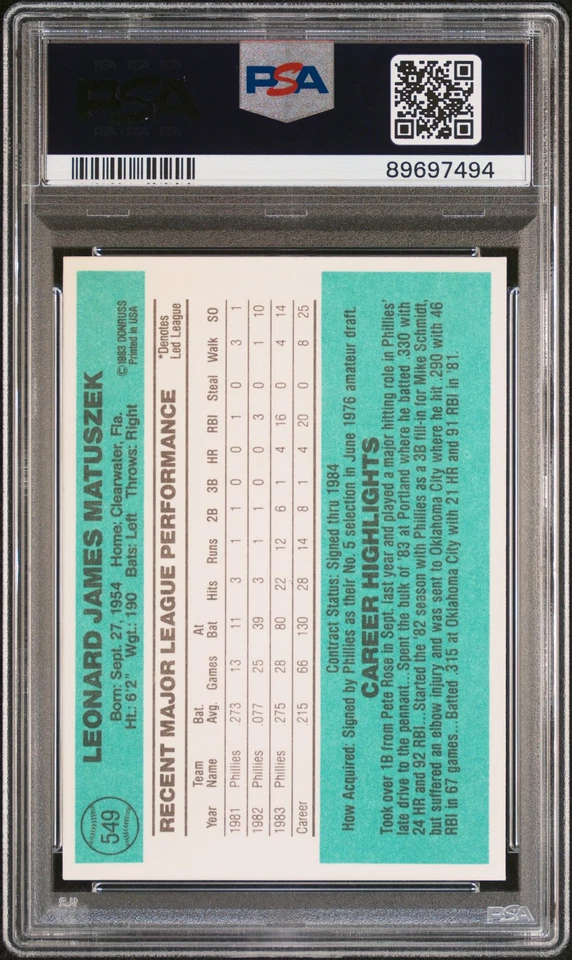 PSA
PSA
89697494
549
LEONARD JAMES MATUSZEK
Born: Sept. 27, 1954 Home: Clearwater, Fla.
Ht.: 6'2" Wgt.: 190 Bats: Left Throws: Right
©1983 DONRUSS
Printed in USA
RECENT MAJOR LEAGUE PERFORMANCE
*Denotes
Led League
Year Team Name Bat. Avg. Games At Bat Hits Runs 2B 3B HR RBI Steal Walk SO
1981 Phillies .273 13 11 3 1 1 0 0 1 0 3 1
1982 Phillies .077 25 39 3 1 1 0 0 3 0 1 10
1983 Phillies .275 28 80 22 12 6 1 4 16 0 4 14
Career .215 66 130 28 14 8 1 4 20 0 8 25
Contract Status: Signed thru 1984
How Acquired: Signed by Phillies as their No. 5 selection in June 1976 amateur draft.
CAREER HIGHLIGHTS
Took over 1B from Pete Rose in Sept. last year and played a major hitting role in Phillies'
late drive to the pennant...Spent the bulk of '83 at Portland where he batted .330 with
24 HR and 92 RBI...Started the '82 season with Phillies as a 3B fill-in for Mike Schmidt,
but suffered an elbow injury and was sent to Oklahoma City where he hit .290 with 46
RBI in 67 games...Batted .315 at Oklahoma City with 21 HR and 91 RBI in '81.
PSA